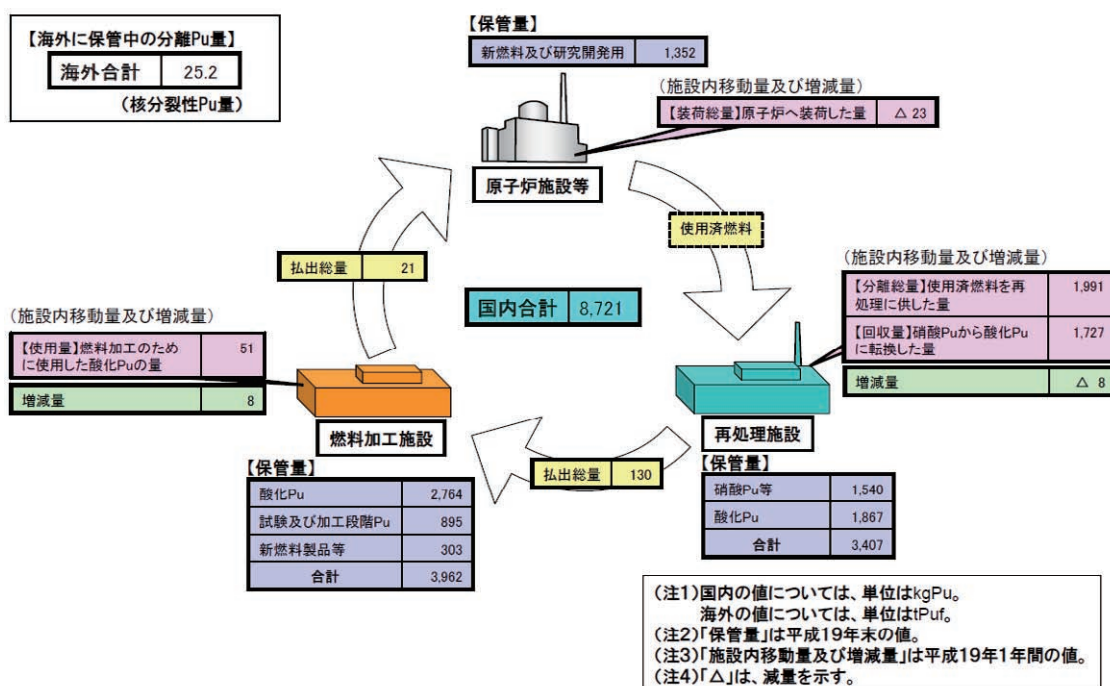 【海外に保管中の分離Pu量】
海外合計 25.2
(核分裂性Pu量)
【保管量】
新燃料及び研究開発用 1,352
(施設内移動量及び増減量)
【装荷総量】原子炉へ装荷した量 △ 23
原子炉施設等
使用済燃料
払出総量 21
国内合計 8,721
(施設内移動量及び増減量)
【分離総量】使用済燃料を再 1,991
処理に供した量
【回収量】硝酸Puから酸化Pu 1,727
に転換した量
増減量 △ 8
(施設内移動量及び増減量)
【使用量】燃料加工のため 51
に使用した酸化Puの量
増減量 8
燃料加工施設
再処理施設
払出総量 130
【保管量】
酸化Pu 2,764
試験及び加工段階Pu 895
新燃料製品等 303
合計 3,962
【保管量】
硝酸Pu等 1,540
酸化Pu 1,867
合計 3,407
(注1)国内の値については、単位はkgPu。
海外の値については、単位はtPuf。
(注2)「保管量」は平成19年末の値。
(注3)「施設内移動量及び増減量」は平成19年1年間の値。
(注4)「△」は、減量を示す。